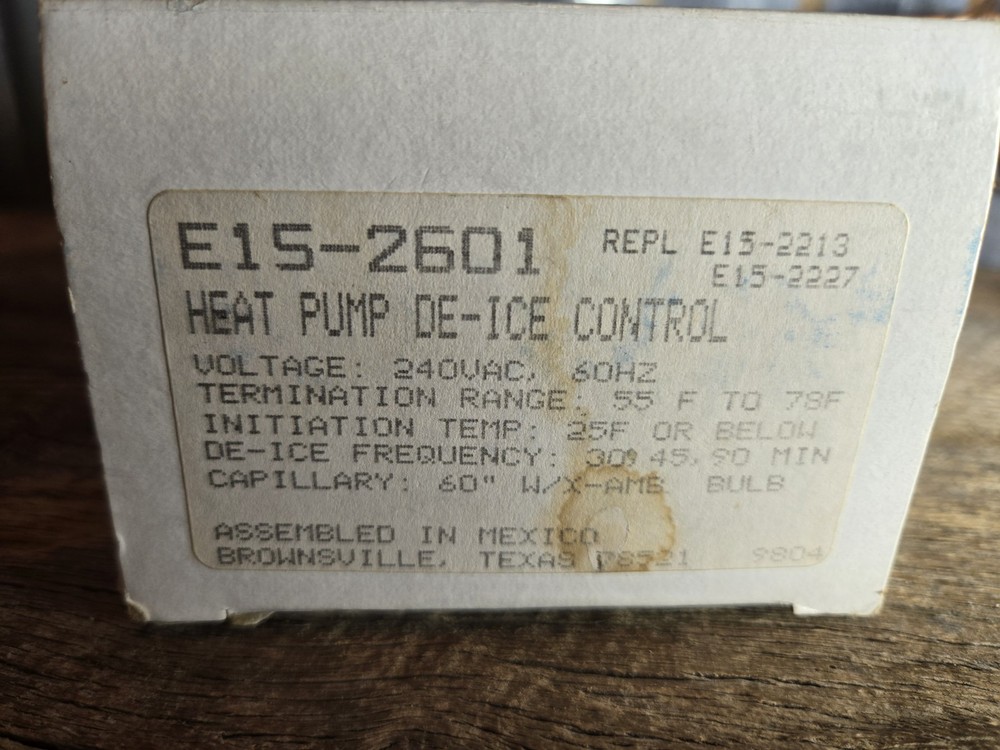 E15-2601 REPL E15-2213
E15-2227
HEAT PUMP DE-ICE CONTROL
VOLTAGE: 240VAC, 60HZ
TERMINATION RANGE: 55 F TO 78F
INITIATION TEMP: 25F OR BELOW
DE-ICE FREQUENCY: 30, 45, 90 MIN
CAPILLARY: 60" W/X-AMB BULB
ASSEMBLED IN MEXICO
BROWNSVILLE, TEXAS 78521 9804